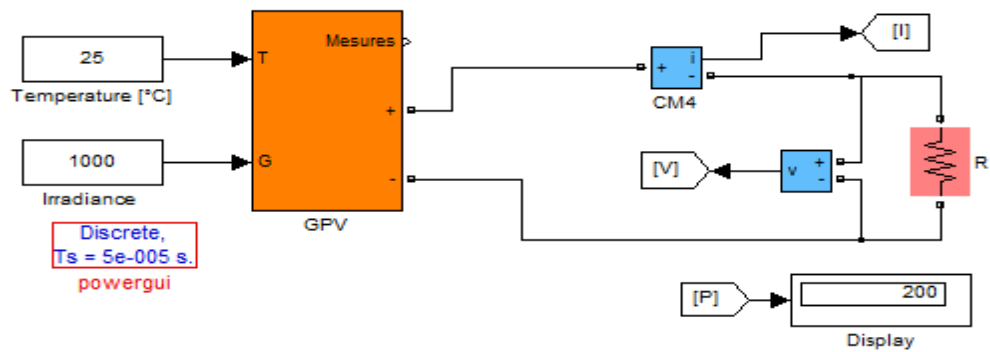 25
Temperature [°C]
1000
Irradiance
Discrete,
Ts = 5e-005 s.
powergui
Mesures
T
+
G
-
GPV
+
i
-
CM4
[I]
[V]
v
+
-
R
[P]
200
Display